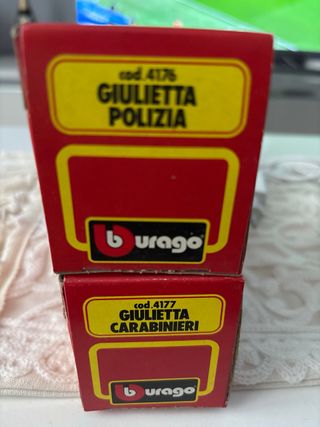 cod.4176
GIULIETTA
POLIZIA
burago
cod.4177
GIULIETTA
CARABINIERI
burago